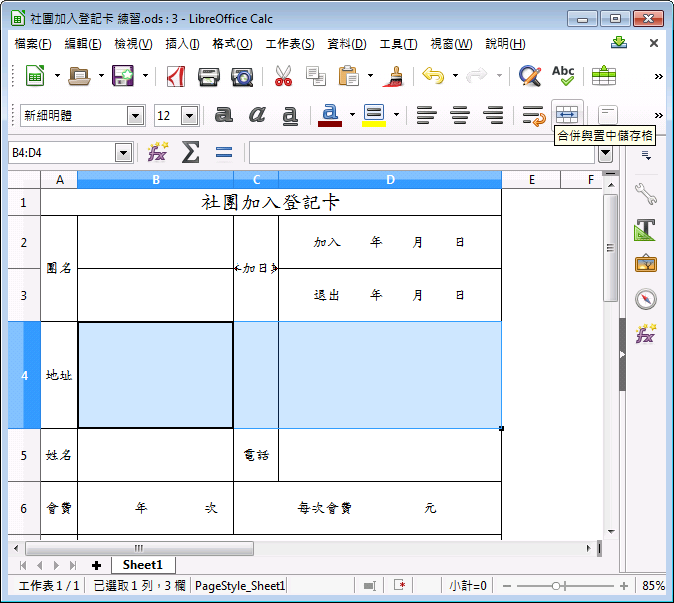 社團加入登記卡 練習.ods : 3 - LibreOffice Calc
檔案(F) 編輯(E) 檢視(V) 插入(I) 格式(O) 工作表(S) 資料(D) 工具(T) 視窗(W) 說明(H)
Abc
新細明體 12 a a a a
合併與置中儲存格
B4:D4 fx Σ =
A B C D E F
1 社團加入登記卡
2 加入 年 月 日
團名 加日
3 退出 年 月 日
4 地址
5 姓名 電話
6 會費 年 次 每次會費 元
Sheet1
工作表 1 / 1 已選取 1 列，3 欄 PageStyle_Sheet1 小計=0 85%